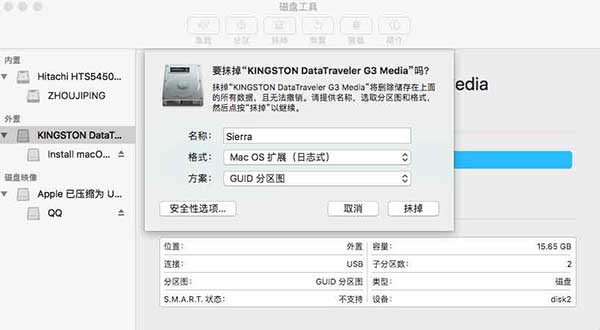 磁盘工具
急救 分区 抹掉 恢复 装载 简介
内置
Hitachi HTS5450...
ZHOUJIPING
外置
KINGSTON DataT...
Install macO...
磁盘映像
Apple 已压缩为 U...
QQ
edia
要抹掉“KINGSTON DataTraveler G3 Media”吗？
抹掉“KINGSTON DataTraveler G3 Media”将删除储存在上面
的所有数据，且无法撤销。请提供名称，选取分区图和格式，
然后点按“抹掉”以继续。
名称： Sierra
格式： Mac OS 扩展（日志式）
方案： GUID 分区图
安全性选项... 取消 抹掉
位置： 外置 容量： 15.65 GB
连接： USB 子分区数： 2
分区图： GUID 分区图 类型： 磁盘
S.M.A.R.T. 状态： 不支持 设备： disk2